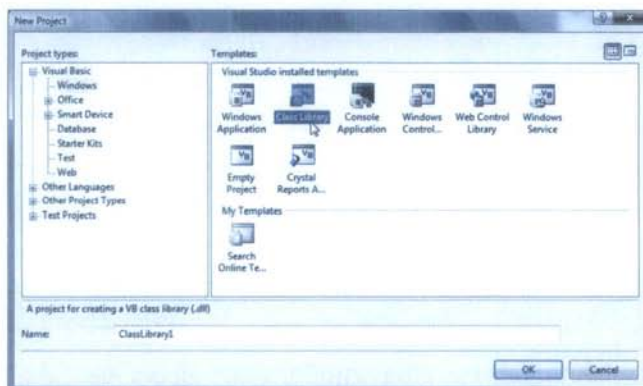 New Project
Project types:
Templates:
Visual Basic
Windows
Office
Smart Device
Database
Starter Kits
Test
Web
Other Languages
Other Project Types
Test Projects
Visual Studio installed templates
Windows Application
Class Library
Console Application
Windows Control...
Web Control Library
Windows Service
Empty Project
Crystal Reports A...
My Templates
Search Online Te...
A project for creating a VB class library (.dll)
Name:
ClassLibrary1
OK
Cancel